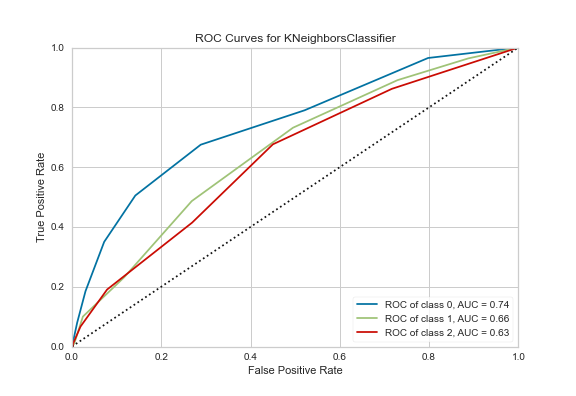 ROC Curves for KNeighborsClassifier
1.0
0.8
0.6
0.4
0.2
0.0
True Positive Rate
ROC of class 0, AUC = 0.74
ROC of class 1, AUC = 0.66
ROC of class 2, AUC = 0.63
0.0 0.2 0.4 0.6 0.8 1.0
False Positive Rate